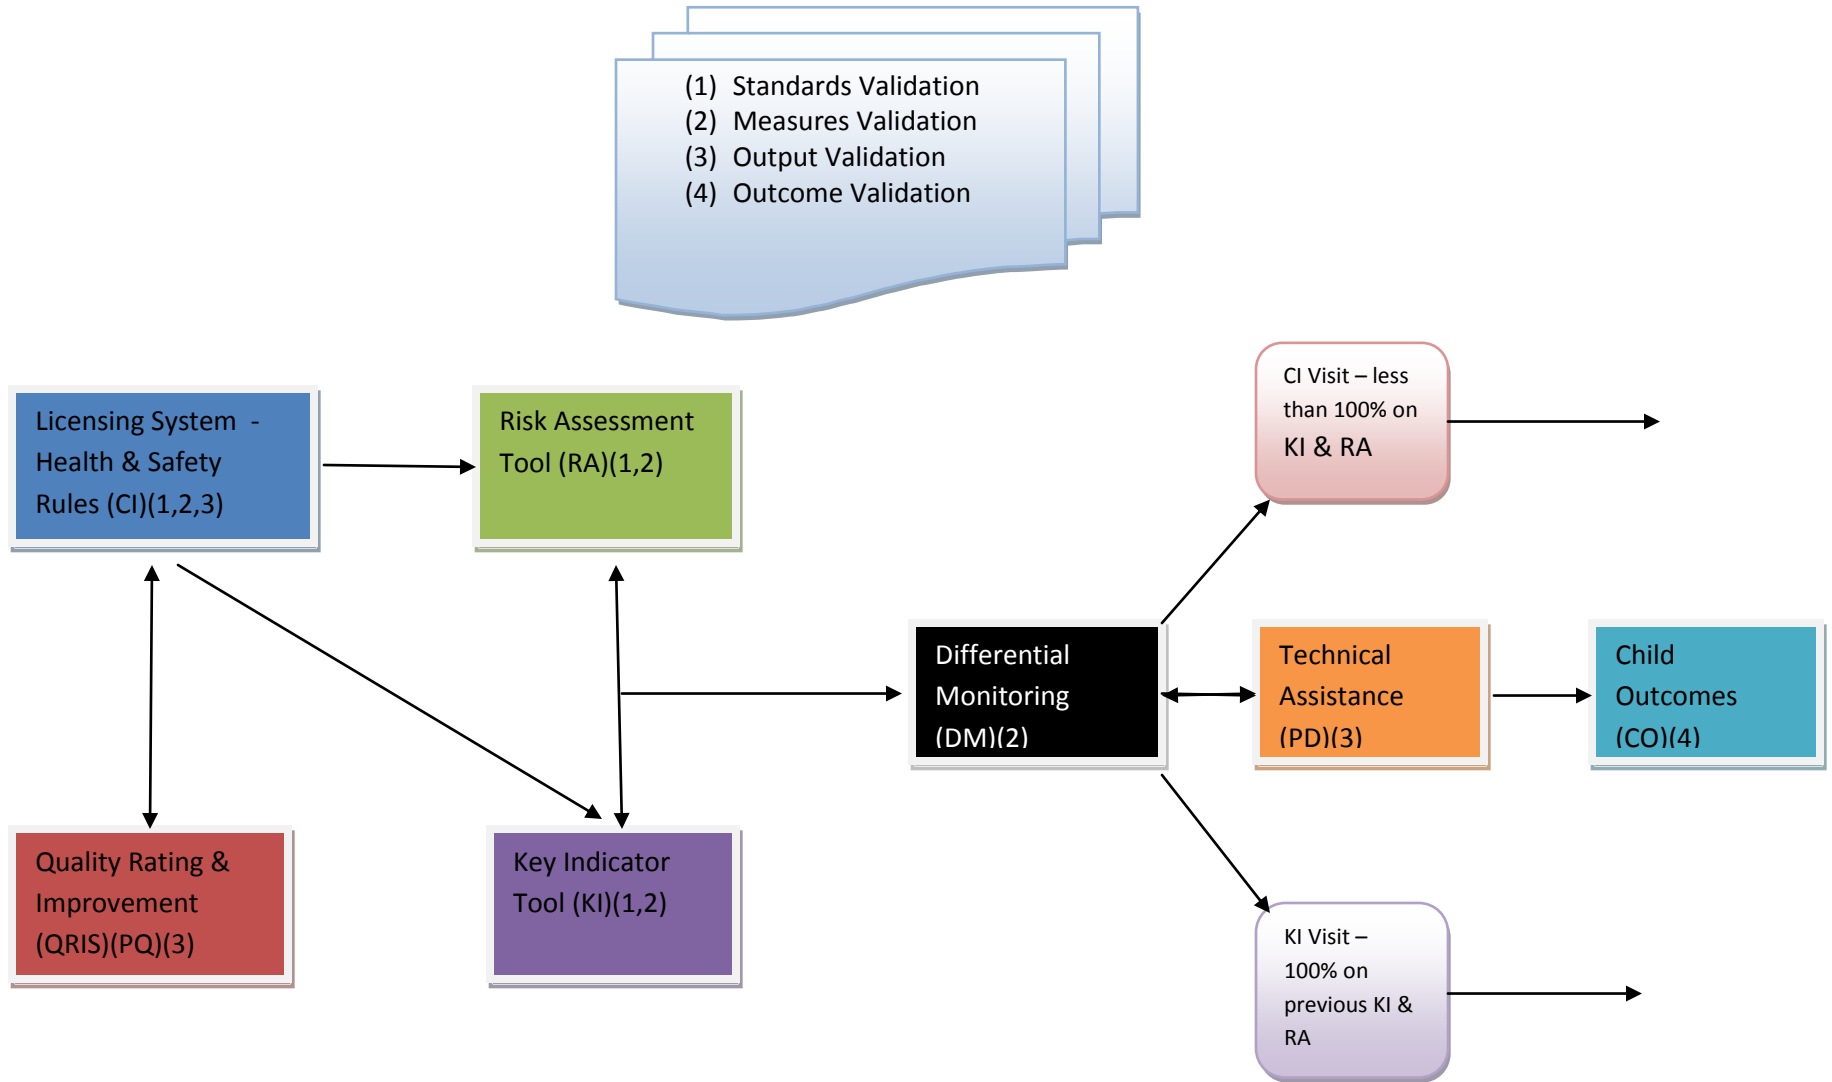 (1) Standards Validation
(2) Measures Validation
(3) Output Validation
(4) Outcome Validation
CI Visit – less
than 100% on
KI & RA
Licensing System -
Health & Safety
Rules (CI)(1,2,3)
Risk Assessment
Tool (RA)(1,2)
Differential
Monitoring
(DM)(2)
Technical
Assistance
(PD)(3)
Child
Outcomes
(CO)(4)
Quality Rating &
Improvement
(QRIS)(PQ)(3)
Key Indicator
Tool (KI)(1,2)
KI Visit –
100% on
previous KI &
RA